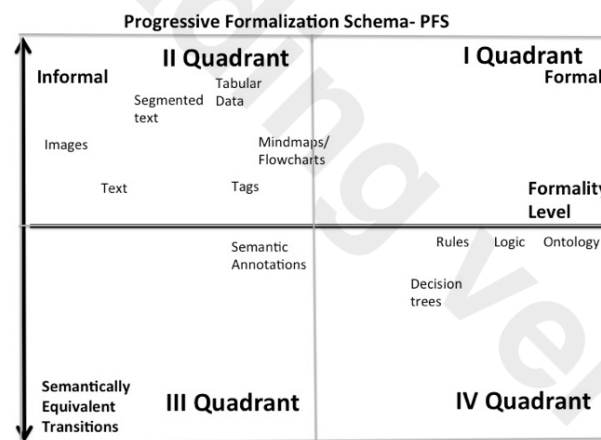 Progressive Formalization Schema- PFS
II Quadrant
I Quadrant
Informal
Formal
Tabular
Data
Segmented
text
Images
Mindmaps/
Flowcharts
Text
Tags
Formality
Level
Semantic
Annotations
Rules
Logic
Ontology
Decision
trees
Semantically
Equivalent
Transitions
III Quadrant
IV Quadrant